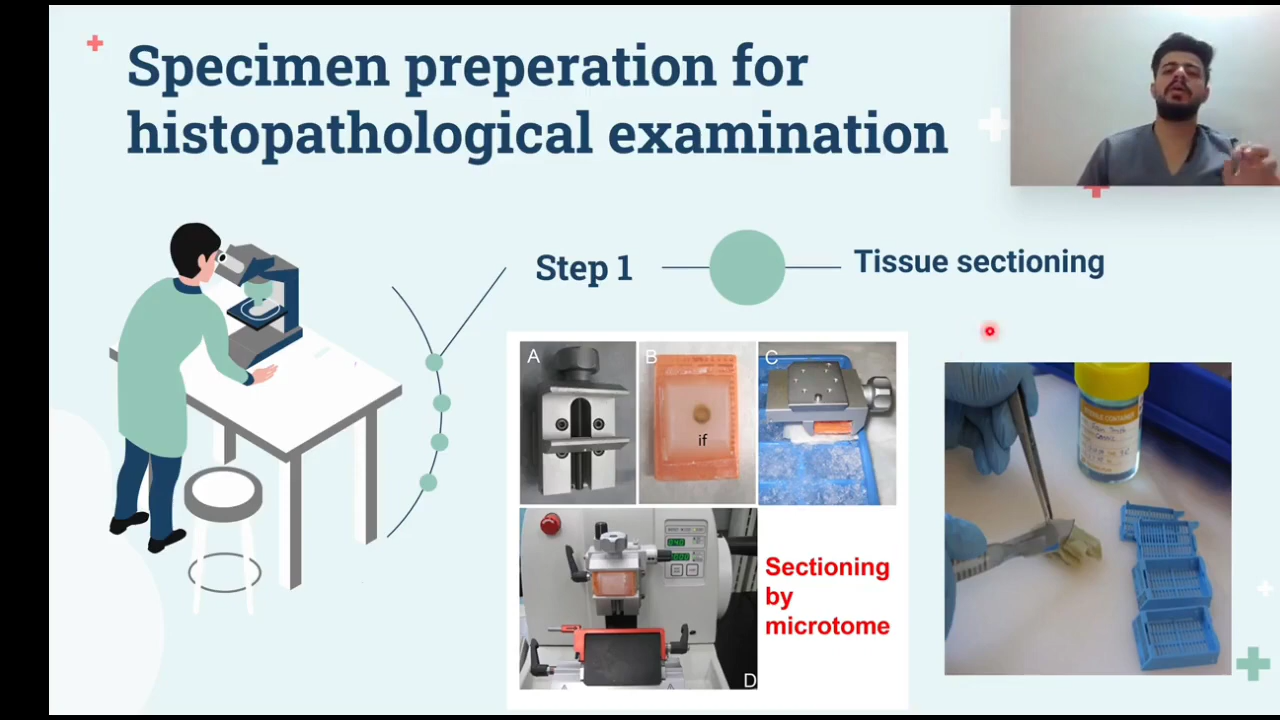 Specimen preperation for
histopathological examination
Step 1
Tissue sectioning
A
B
C
if
Sectioning
by
microtome
D